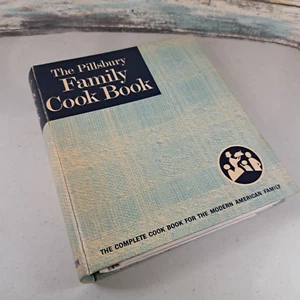 The Pillsbury
Family
Cook Book
THE COMPLETE COOK BOOK FOR THE MODERN AMERICAN FAMILY